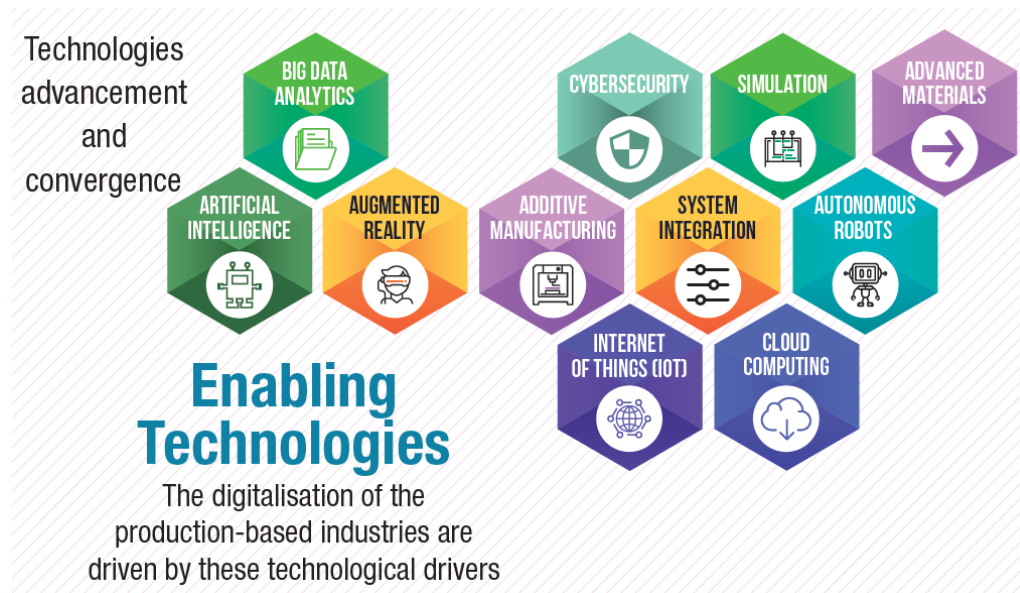 Technologies
advancement
and
convergence
BIG DATA
ANALYTICS
CYBERSECURITY
SIMULATION
ADVANCED
MATERIALS
ARTIFICIAL
INTELLIGENCE
AUGMENTED
REALITY
ADDITIVE
MANUFACTURING
SYSTEM
INTEGRATION
AUTONOMOUS
ROBOTS
INTERNET
OF THINGS (IOT)
CLOUD
COMPUTING
Enabling
Technologies
The digitalisation of the
production-based industries are
driven by these technological drivers